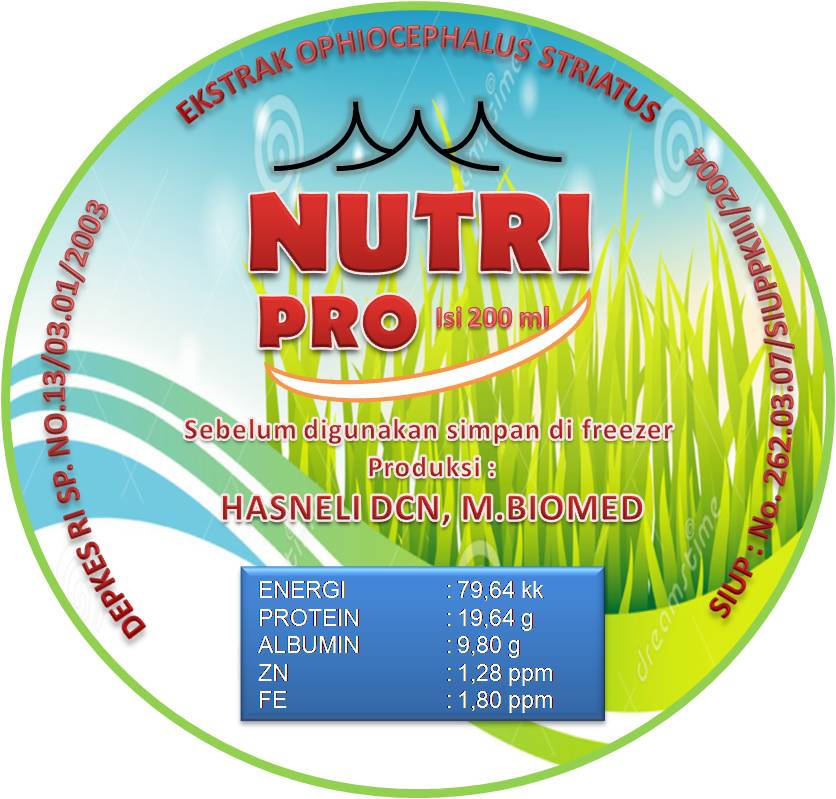 EKSTRAK OPHIOCEPHALUS STRIATUS
NUTRI
PRO Isi 200 ml
DEPKES RI SP. NO.13/03.01/2003
SIUP : No. 262.03.07/SIUPPKIII/2004
Sebelum digunakan simpan di freezer
Produksi :
HASNELI DCN, M.BIOMED
ENERGI : 79,64 kk
PROTEIN : 19,64 g
ALBUMIN : 9,80 g
ZN : 1,28 ppm
FE : 1,80 ppm
dreamstime